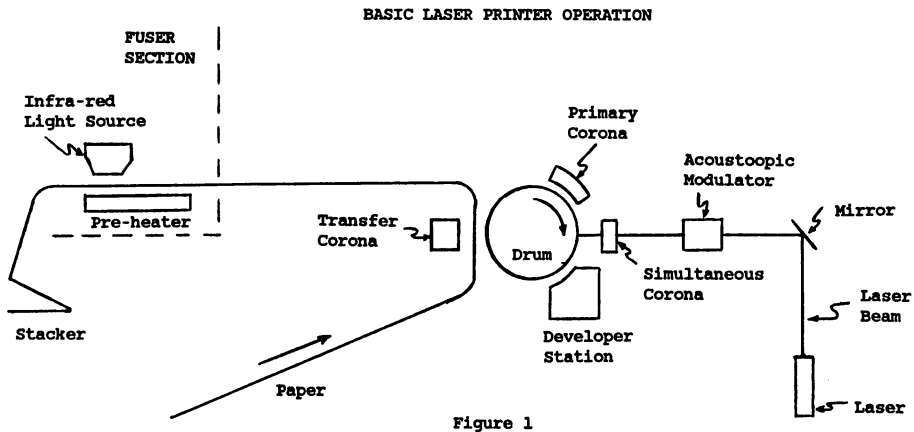 BASIC LASER PRINTER OPERATION
FUSER
SECTION
Infra-red
Light Source
Pre-heater
Stacker
Paper
Transfer
Corona
Primary
Corona
Drum
Developer
Station
Simultaneous
Corona
Acoustoopic
Modulator
Mirror
Laser
Beam
Laser
Figure 1